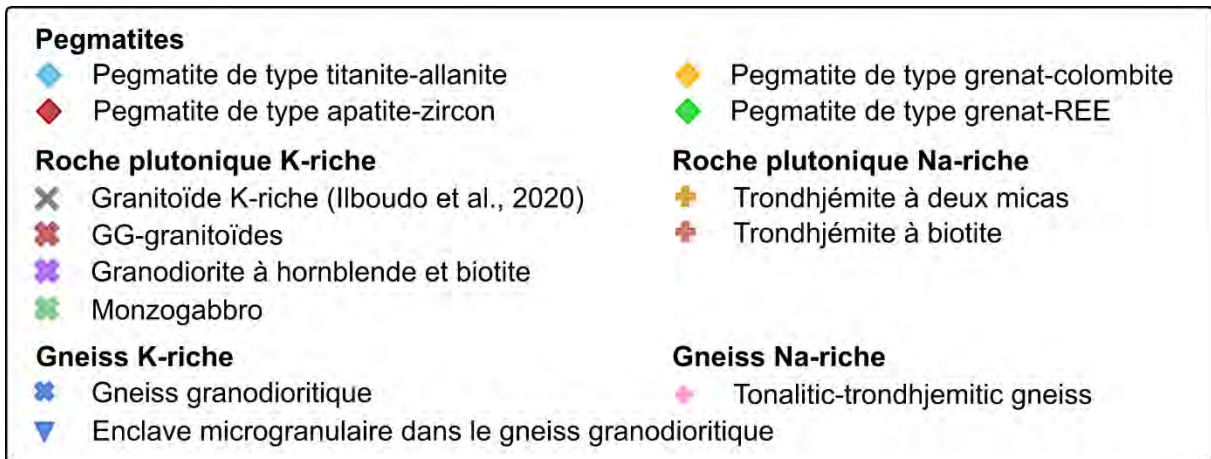 Pegmatites
Pegmatite de type titanite-allanite
Pegmatite de type grenat-colombite
Pegmatite de type apatite-zircon
Pegmatite de type grenat-REE
Roche plutonique K-riche
Roche plutonique Na-riche
Granitoïde K-riche (Ilboudo et al., 2020)
Trondhjémite à deux micas
GG-granitoïdes
Trondhjémite à biotite
Granodiorite à hornblende et biotite
Monzogabbro
Gneiss K-riche
Gneiss Na-riche
Gneiss granodioritique
Tonalitic-trondhjemitic gneiss
Enclave microgranulaire dans le gneiss granodioritique